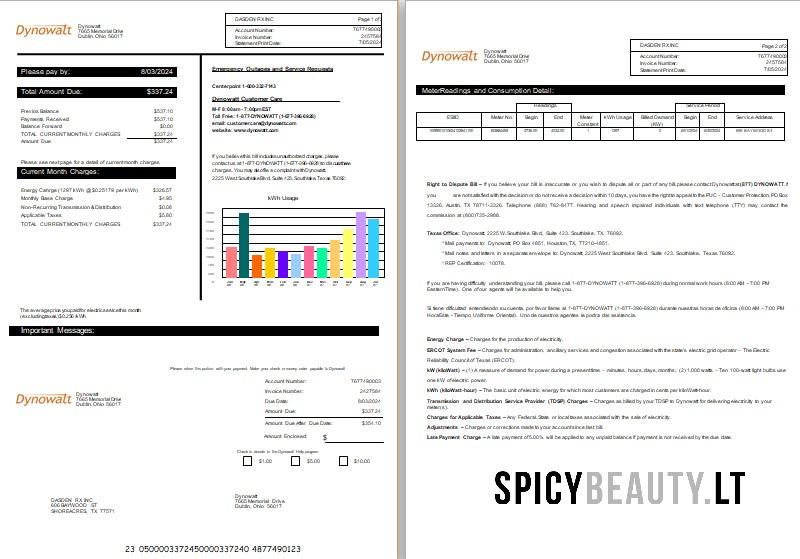 Dynowatt
Dynowatt
7665 Memorial Drive
Dublin, Ohio 56017
DASDEN RX INC
Page 1 of 2
Account Number: 7677490003
Invoice Number: 2457584
Statement Print Date: 7/05/2024
Please pay by: 8/03/2024
Total Amount Due: $337.24
Previous Balance $537.10
Payments Received $537.10
Balance Forward $0.00
TOTAL CURRENT MONTHLY CHARGES $337.24
Amount Due $337.24
Please see next page for a detail of current month charges.
Current Month Charges:
Energy Charge (1297 kWH @ $0.25179 per kWH) $326.57
Monthly Base Charge $4.95
Non-Recurring Transmission & Distribution $0.08
Applicable Taxes $5.80
TOTAL CURRENT MONTHLY CHARGES $337.24
The average price you paid for electric service this month
(excluding taxes) $0.256 kWh
Important Messages:
Emergency Outages and Service Requests
Centerpoint 1-800-332-7143
Dynowatt Customer Care
M-F 8:00am - 7:00pm EST
Toll Free: 1-877-DYNOWATT (1-877-396-6928)
email: customercare@dynowatt.com
website: www.dynowatt.com
If you believe this bill includes unauthorized charges, please
contact us at 1-877-DYNOWATT (1-877-396-6928) to discuss these
charges. You may also file a complaint with Dynowatt,
2225 West Southlake Blvd, Suite 423, Southlake, Texas 76092.
kWh Usage
Please return this portion with you payment. Make your check or money order payable to Dynowatt
Dynowatt
Dynowatt
7665 Memorial Drive
Dublin, Ohio 56017
Account Number: 7677490003
Invoice Number: 2427584
Due Date: 8/03/2024
Amount Due: $337.24
Amount Due After Due Date: $354.10
Amount Enclosed: $
Check to donate to the Dynowatt Help program:
$1.00 $5.00 $10.00
DASDEN RX INC
606 BAYWOOD ST
SHOREACRES, TX 77571
Dynowatt
7665 Memorial Drive
Dublin, Ohio 56017
23 0500003372450000337240 4877490123
Dynowatt
Dynowatt
7665 Memorial Drive
Dublin, Ohio 56017
DASDEN RX INC
Page 2 of 2
Account Number: 7677490003
Invoice Number: 2457584
Statement Print Date: 7/05/2024
Meter Readings and Consumption Detail:
Readings Service Period
ESIID Meter No. Begin End Meter Constant kWh Usage Billed Demand (KW) Begin End Service Address
Right to Dispute Bill – If you believe your bill is inaccurate or you wish to dispute all or part of any bill, please contact Dynowatt at (877) DYNOWATT. If
you are not satisfied with the decision or do not receive a decision within 10 days, you have the rights to appeal to the PUC – Customer Protection, PO Box
13326, Austin, TX 78711-3326. Telephone (888) 782-8477. Hearing and speech impaired individuals with text telephone (TTY) may contact the
commission at (800)735-2988.
Texas Office: Dynowatt, 2225 W. Southlake Blvd., Suite 423, Southlake, TX, 76092.
*Mail payments to: Dynowatt, PO Box 4851, Houston, TX, 77210-4851.
*Mail notes and letters in a separate envelope to: Dynowatt, 2225 West Southlake Blvd., Suite 423, Southlake, Texas 76092.
*REP Certification: 10078.
If you are having difficulty understanding your bill, please call 1-877-DYNOWATT (1-877-396-6928) during normal work hours (8:00 AM – 7:00 PM
Eastern Time). One of our agents will be available to help you.
Si tiene dificultad entendiendo su cuenta, por favor llame al 1-877-DYNOWATT (1-877-396-6928) durante nuestras horas de oficina (8:00 AM – 7:00 PM
Hora Este – Tiempo Uniforme Oriental). Uno de nuestros agentes le podra dar asistencia.
Energy Charge – Charges for the production of electricity.
ERCOT System Fee – Charges for administration, ancillary services and congestion associated with the state's electric grid operator – The Electric
Reliability Council of Texas (ERCOT).
kW (kiloWatt) – (1) A measure of demand for power during a preset time – minutes, hours, days, months; (2) 1,000 watts – Ten 100-watt light bulbs use
one kW of electric power.
kWh (kiloWatt-hour) – The basic unit of electric energy for which most customers are charged in cents per kiloWatt-hour.
Transmission and Distribution Service Provider (TDSP) Charges – Charges as billed by your TDSP to Dynowatt for delivering electricity to your
meter(s).
Charges for Applicable Taxes – Any Federal, State or local taxes associated with the sale of electricity.
Adjustments – Charges or corrections made to your account since last bill.
Late Payment Charge – A late payment of 5.00% will be applied to any unpaid balance if payment is not received by the due date.
SPICYBEAUTY.LT